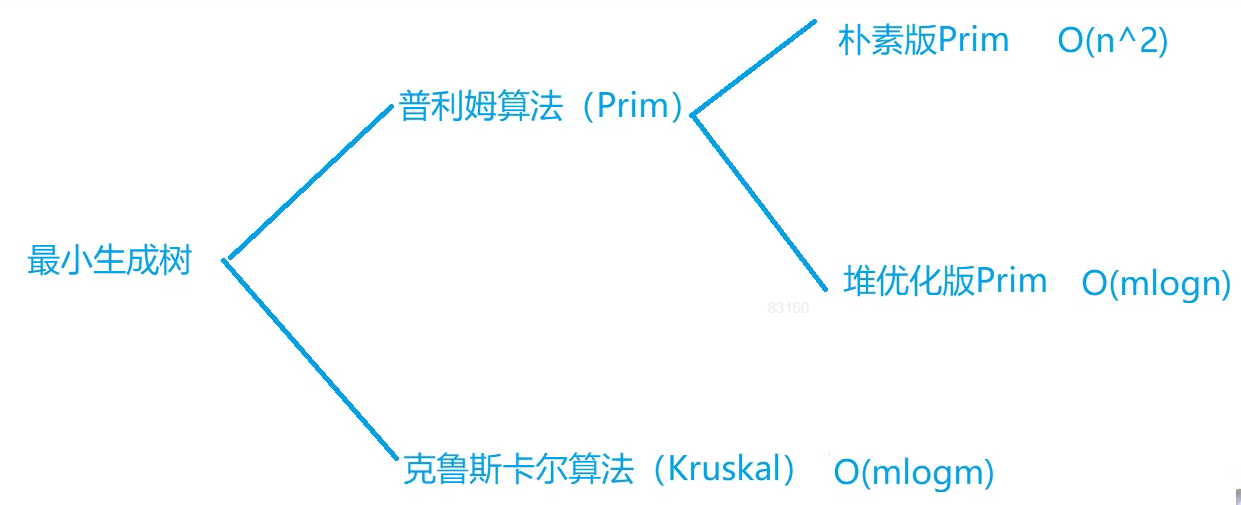 朴素版Prim O(n^2)
普利姆算法（Prim）
最小生成树
堆优化版Prim O(mlogn)
83160
克鲁斯卡尔算法（Kruskal） O(mlogm)